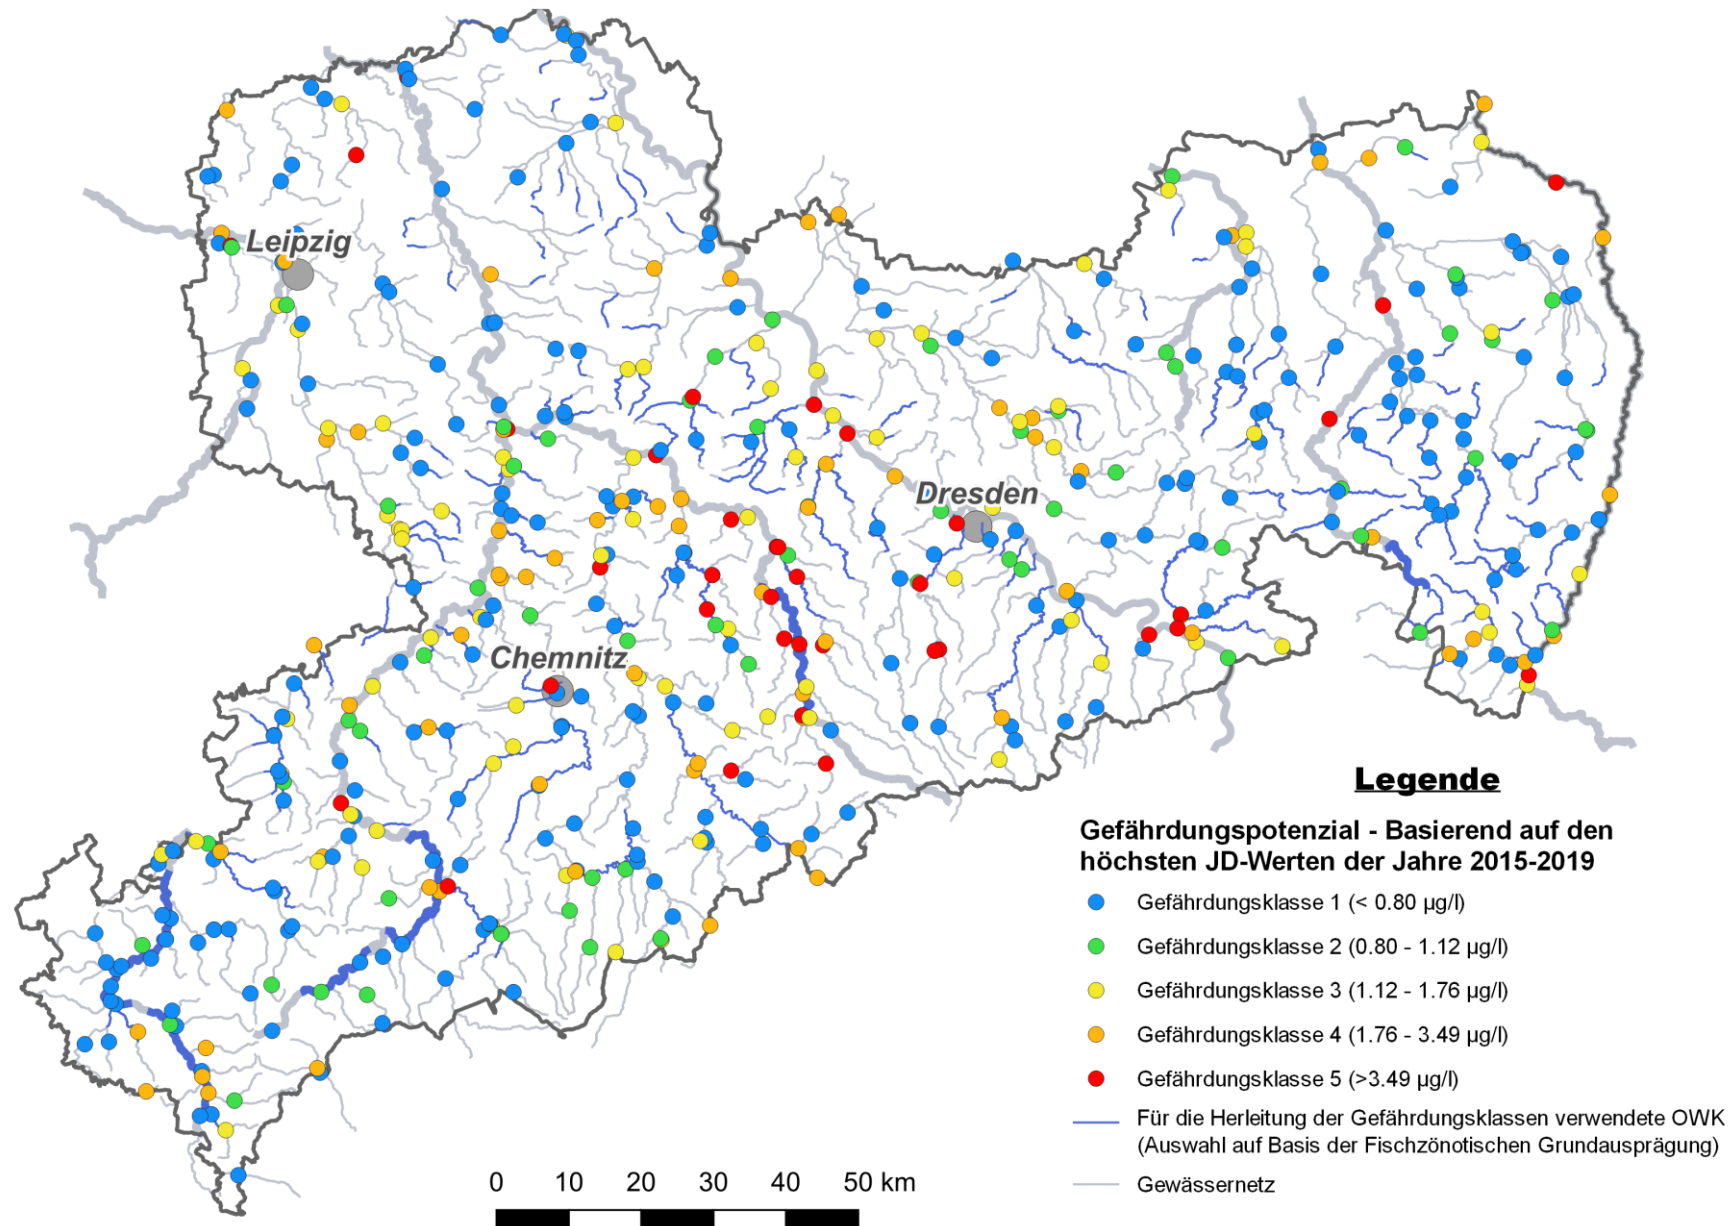 Leipzig
Dresden
Chemnitz
Legende
Gefährdungspotenzial - Basierend auf den
höchsten JD-Werten der Jahre 2015-2019
Gefährdungsklasse 1 (< 0.80 µg/l)
Gefährdungsklasse 2 (0.80 - 1.12 µg/l)
Gefährdungsklasse 3 (1.12 - 1.76 µg/l)
Gefährdungsklasse 4 (1.76 - 3.49 µg/l)
Gefährdungsklasse 5 (>3.49 µg/l)
Für die Herleitung der Gefährdungsklassen verwendete OWK
(Auswahl auf Basis der Fischzönotischen Grundausprägung)
Gewässernetz
0 10 20 30 40 50 km